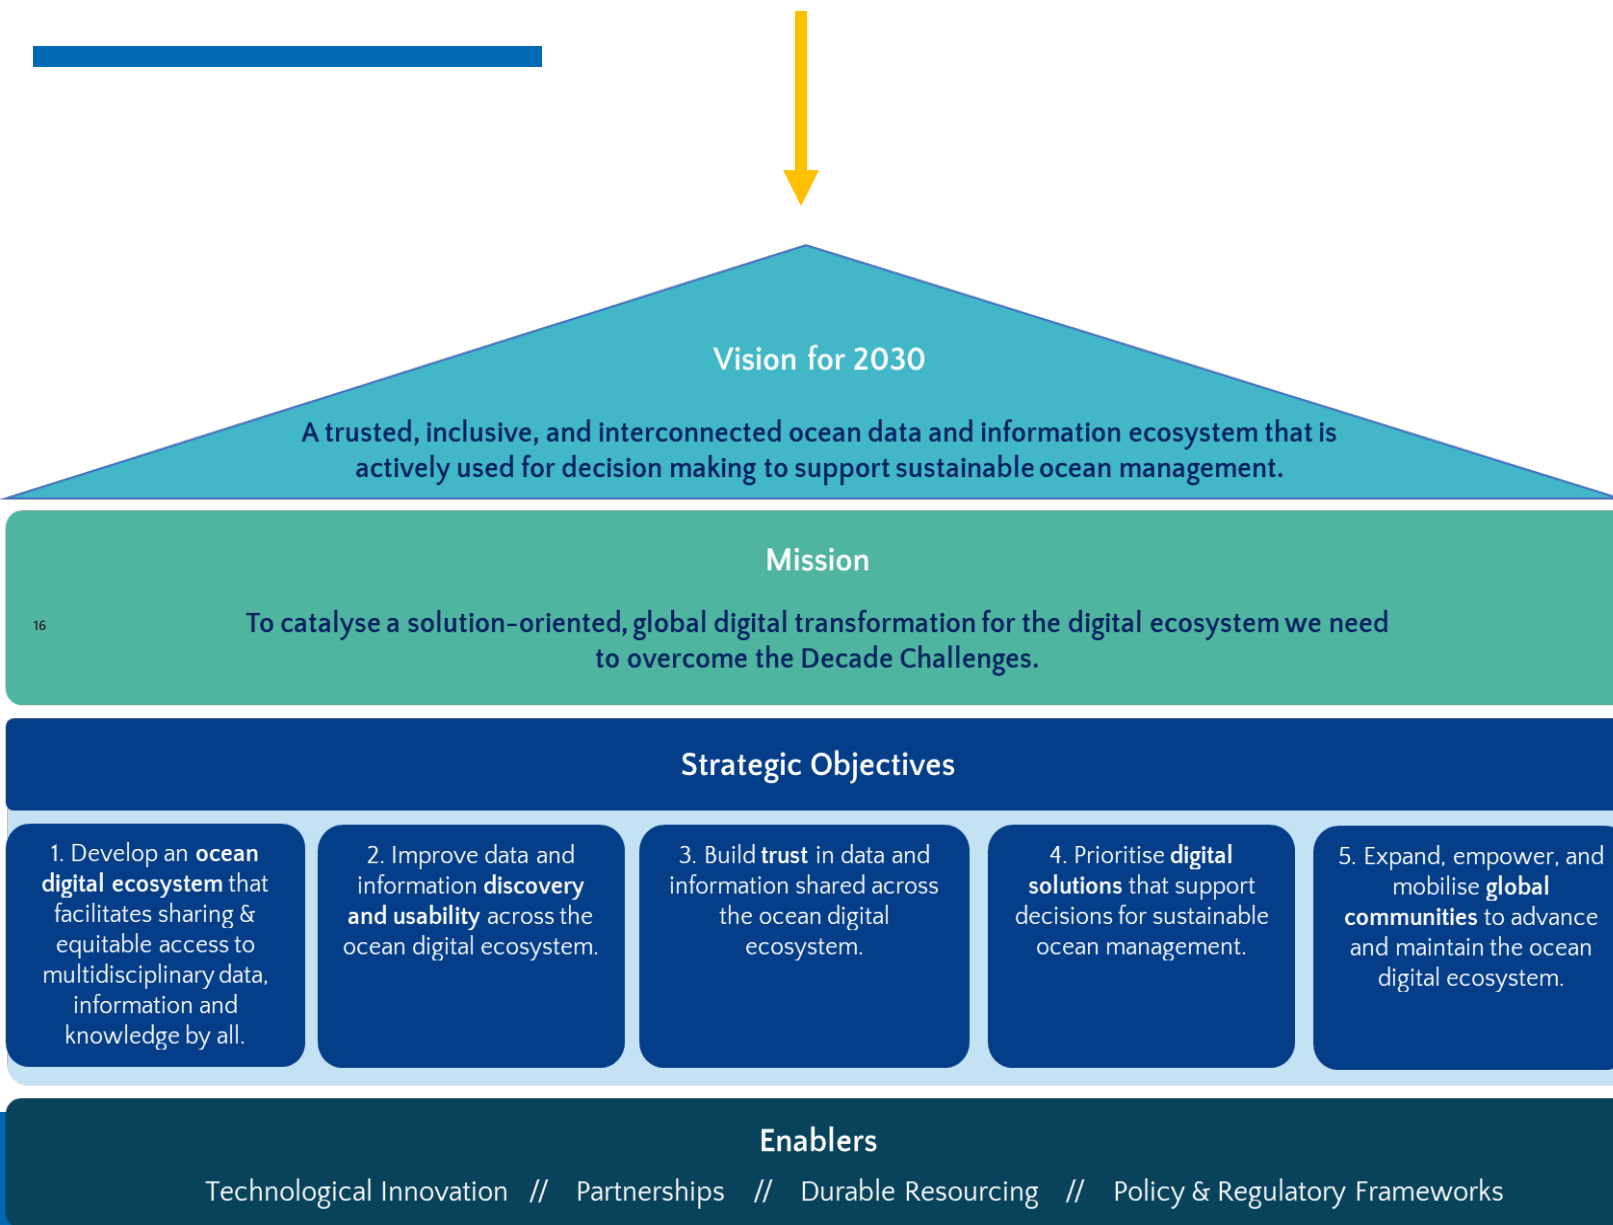 Vision for 2030
A trusted, inclusive, and interconnected ocean data and information ecosystem that is
actively used for decision making to support sustainable ocean management.
Mission
16
To catalyse a solution-oriented, global digital transformation for the digital ecosystem we need
to overcome the Decade Challenges.
Strategic Objectives
1. Develop an ocean
digital ecosystem that
facilitates sharing &
equitable access to
multidisciplinary data,
information and
knowledge by all.
2. Improve data and
information discovery
and usability across the
ocean digital ecosystem.
3. Build trust in data and
information shared across
the ocean digital
ecosystem.
4. Prioritise digital
solutions that support
decisions for sustainable
ocean management.
5. Expand, empower, and
mobilise global
communities to advance
and maintain the ocean
digital ecosystem.
Enablers
Technological Innovation // Partnerships // Durable Resourcing // Policy & Regulatory Frameworks